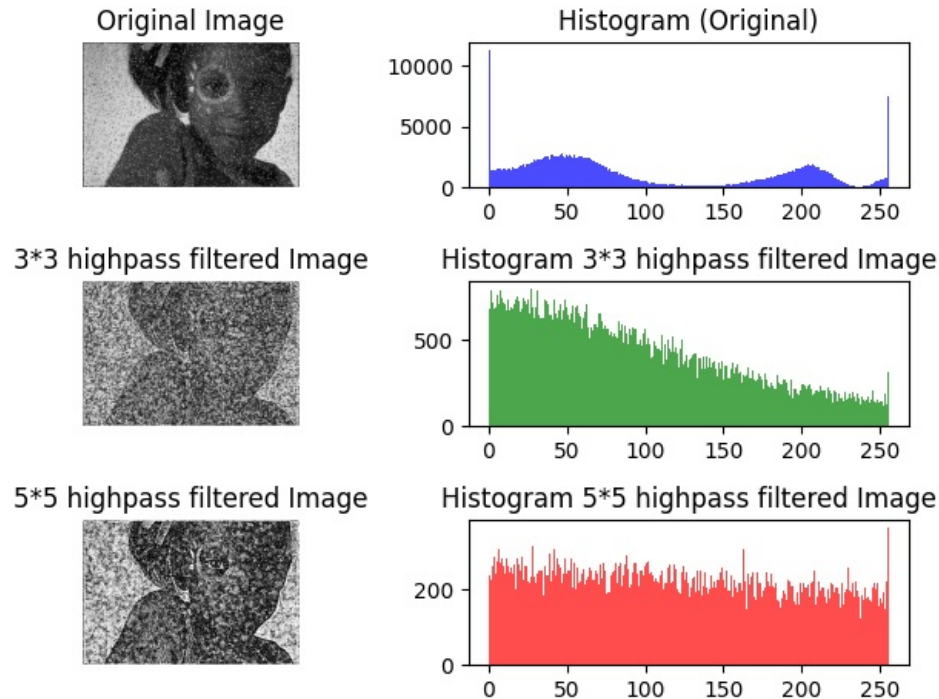 Original Image
Histogram (Original)
10000
5000
0
0 50 100 150 200 250
3*3 highpass filtered Image
Histogram 3*3 highpass filtered Image
500
0
0 50 100 150 200 250
5*5 highpass filtered Image
Histogram 5*5 highpass filtered Image
200
0
0 50 100 150 200 250